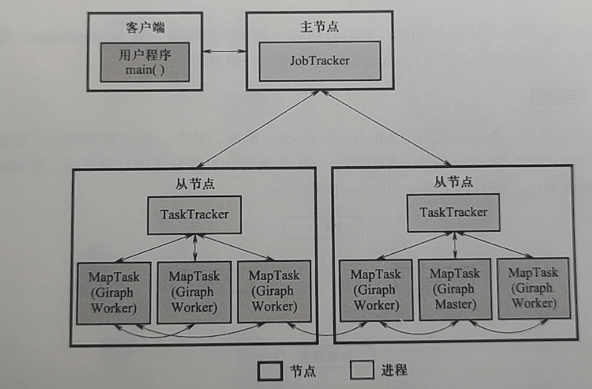 客户端
用户程序
main( )
主节点
JobTracker
从节点
TaskTracker
MapTask
(Giraph
Worker)
MapTask
(Giraph
Worker)
MapTask
(Giraph
Worker)
从节点
TaskTracker
MapTask
(Giraph
Worker)
MapTask
(Giraph
Master)
MapTask
(Giraph
Worker)
节点
进程